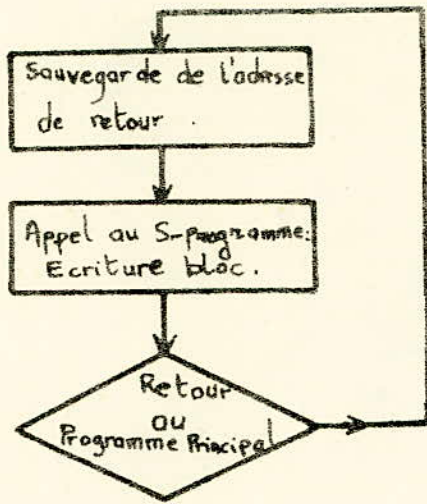 Sauvegarde de l'adresse
de retour.
Appel au S-programme:
Ecriture bloc.
Retour
au
Programme Principal